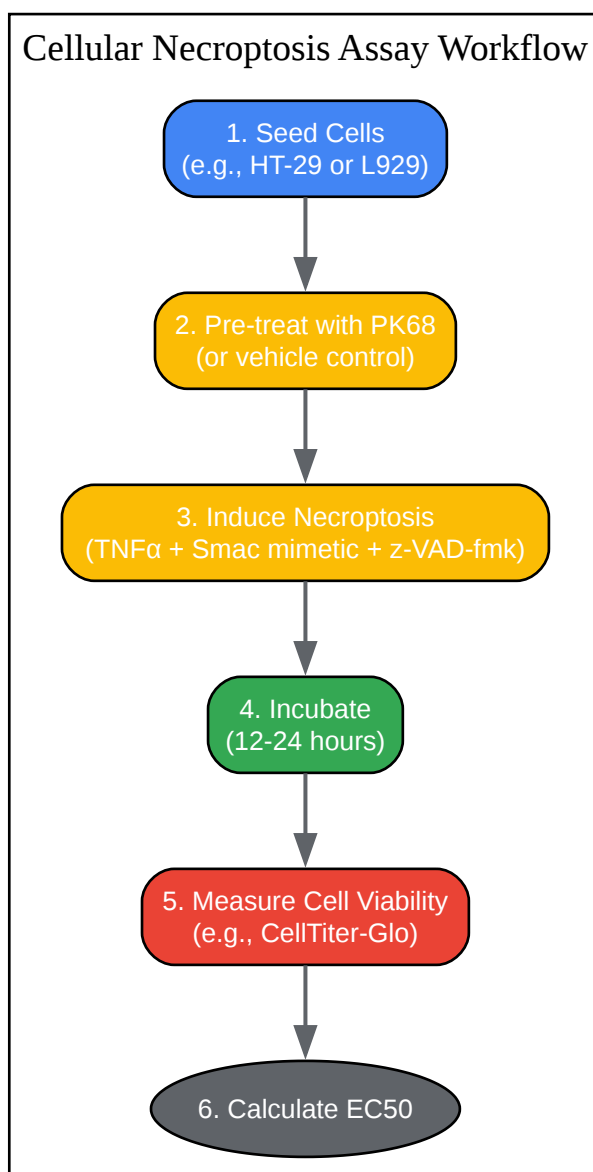 Cellular Necroptosis Assay Workflow
1. Seed Cells
(e.g., HT-29 or L929)
2. Pre-treat with PK68
(or vehicle control)
3. Induce Necroptosis
(TNFα + Smac mimetic + z-VAD-fmk)
4. Incubate
(12-24 hours)
5. Measure Cell Viability
(e.g., CellTiter-Glo)
6. Calculate EC50